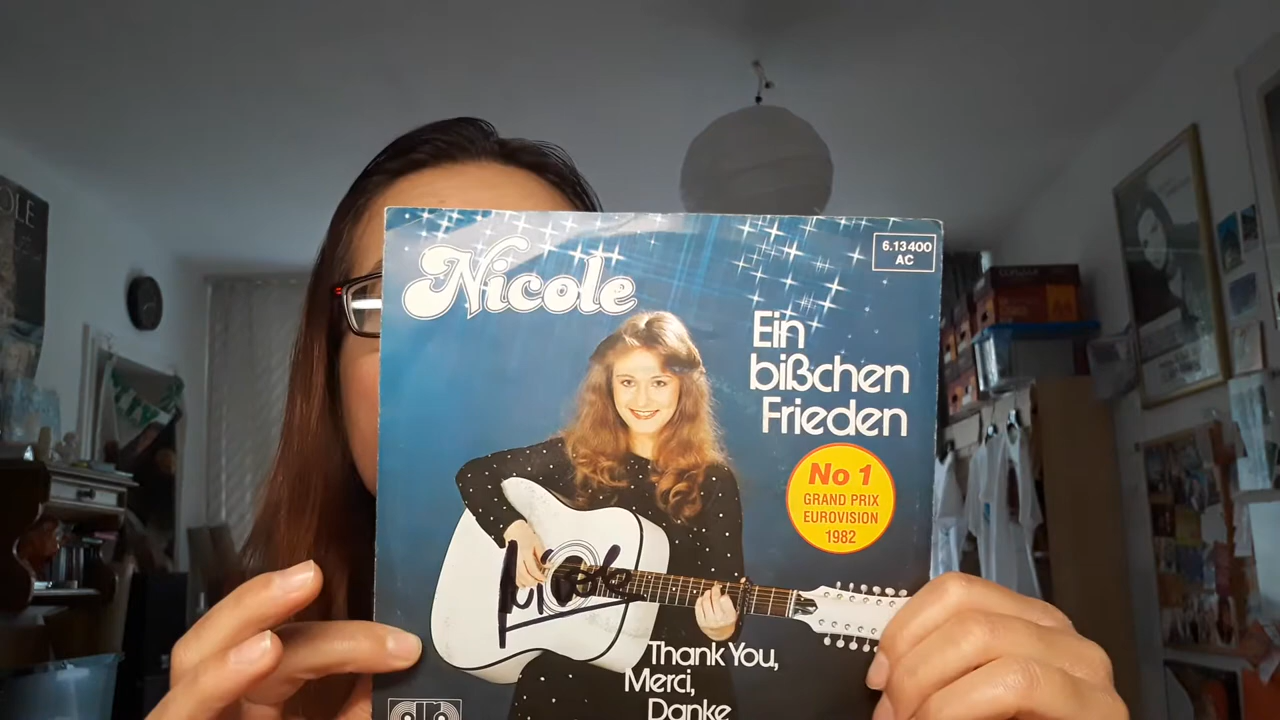 Nicole
6.13400
AC
Ein
bißchen
Frieden
No 1
GRAND PRIX
EUROVISION
1982
Nicole
Thank You,
Merci,
Danke